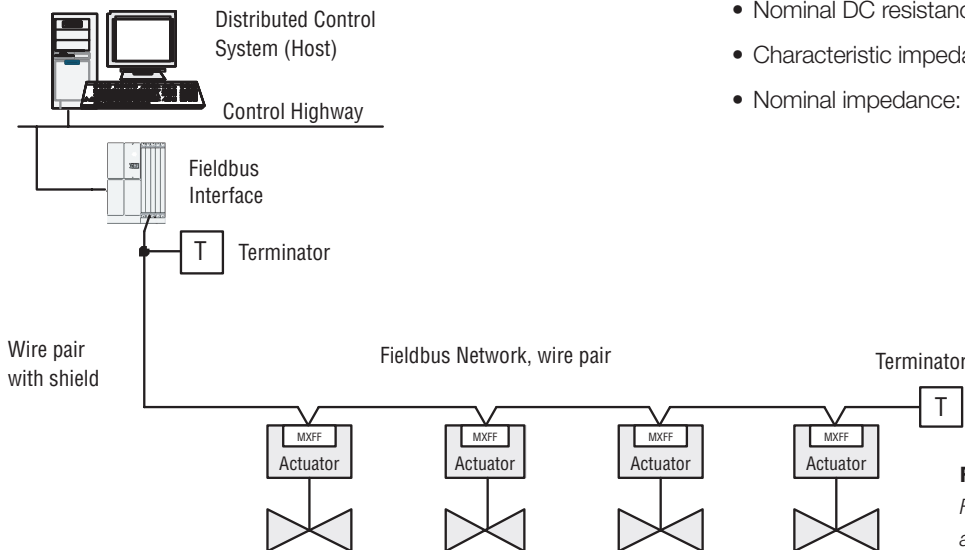 Distributed Control
System (Host)
• Nominal DC resistanc
• Characteristic impeda
• Nominal impedance:
Control Highway
Fieldbus
Interface
T
Terminator
Wire pair
with shield
Fieldbus Network, wire pair
Terminator
T
MXFF
Actuator
MXFF
Actuator
MXFF
Actuator
MXFF
Actuator